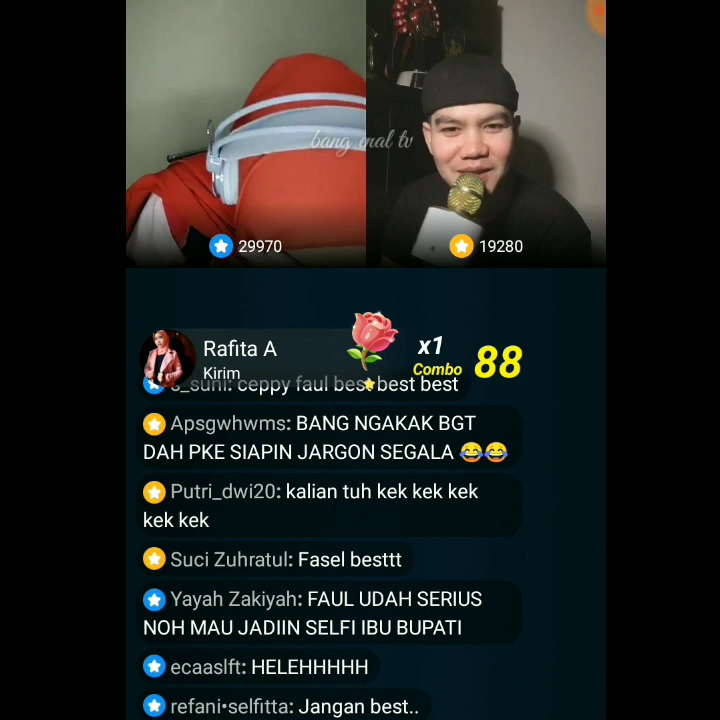 bang enal tv
29970
19280
Rafita A
Kirim
x1
Combo
88
s_suni: ceppy faul best best best
Apsgwhwms: BANG NGAKAK BGT
DAH PKE SIAPIN JARGON SEGALA 😂😂
Putri_dwi20: kalian tuh kek kek kek
kek kek
Suci Zuhratul: Fasel besttt
Yayah Zakiyah: FAUL UDAH SERIUS
NOH MAU JADIIN SELFI IBU BUPATI
ecaaslft: HELEHHHHH
refani•selfitta: Jangan best..